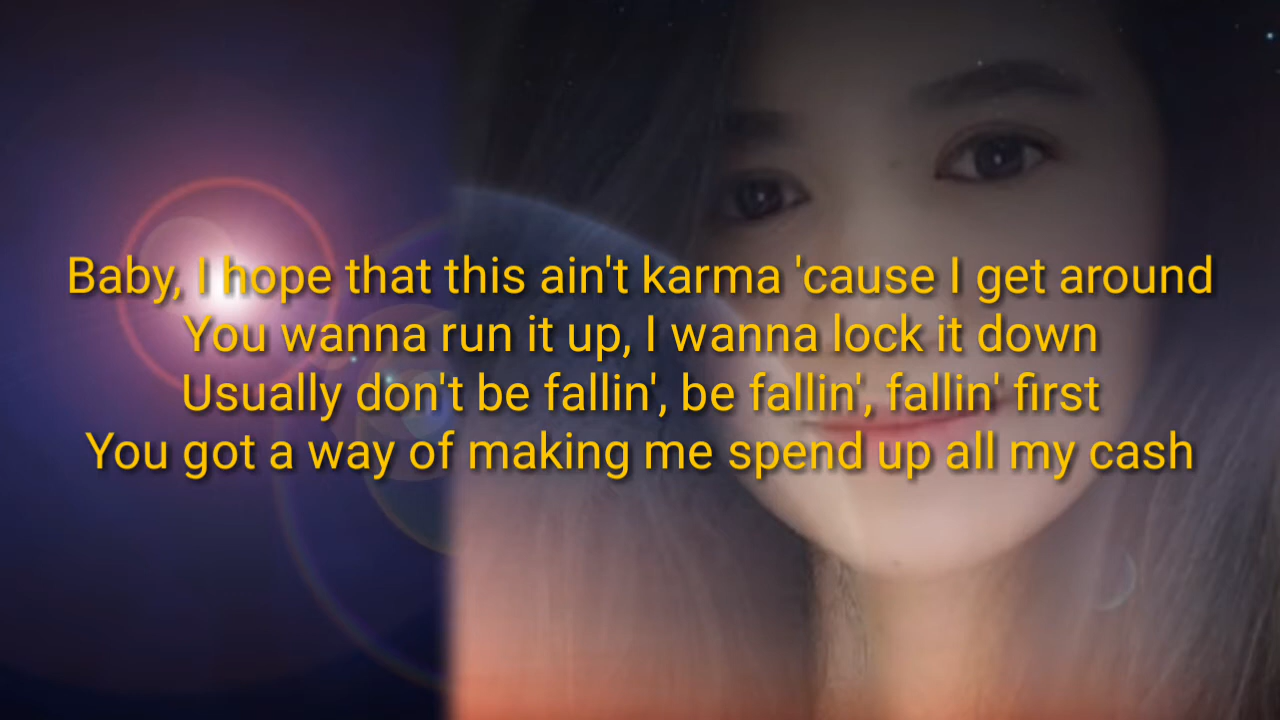 Baby, I hope that this ain't karma 'cause I get around
You wanna run it up, I wanna lock it down
Usually don't be fallin', be fallin', fallin' first
You got a way of making me spend up all my cash